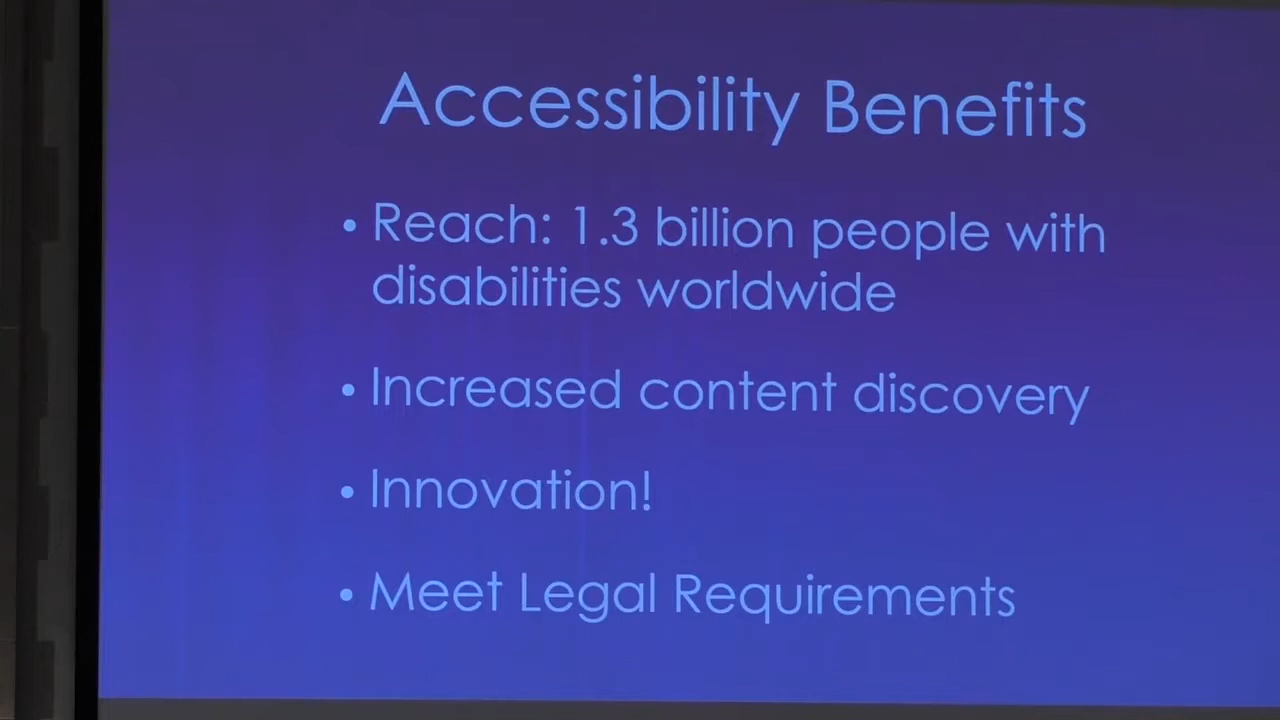 Accessibility Benefits
• Reach: 1.3 billion people with
disabilities worldwide
• Increased content discovery
• Innovation!
• Meet Legal Requirements